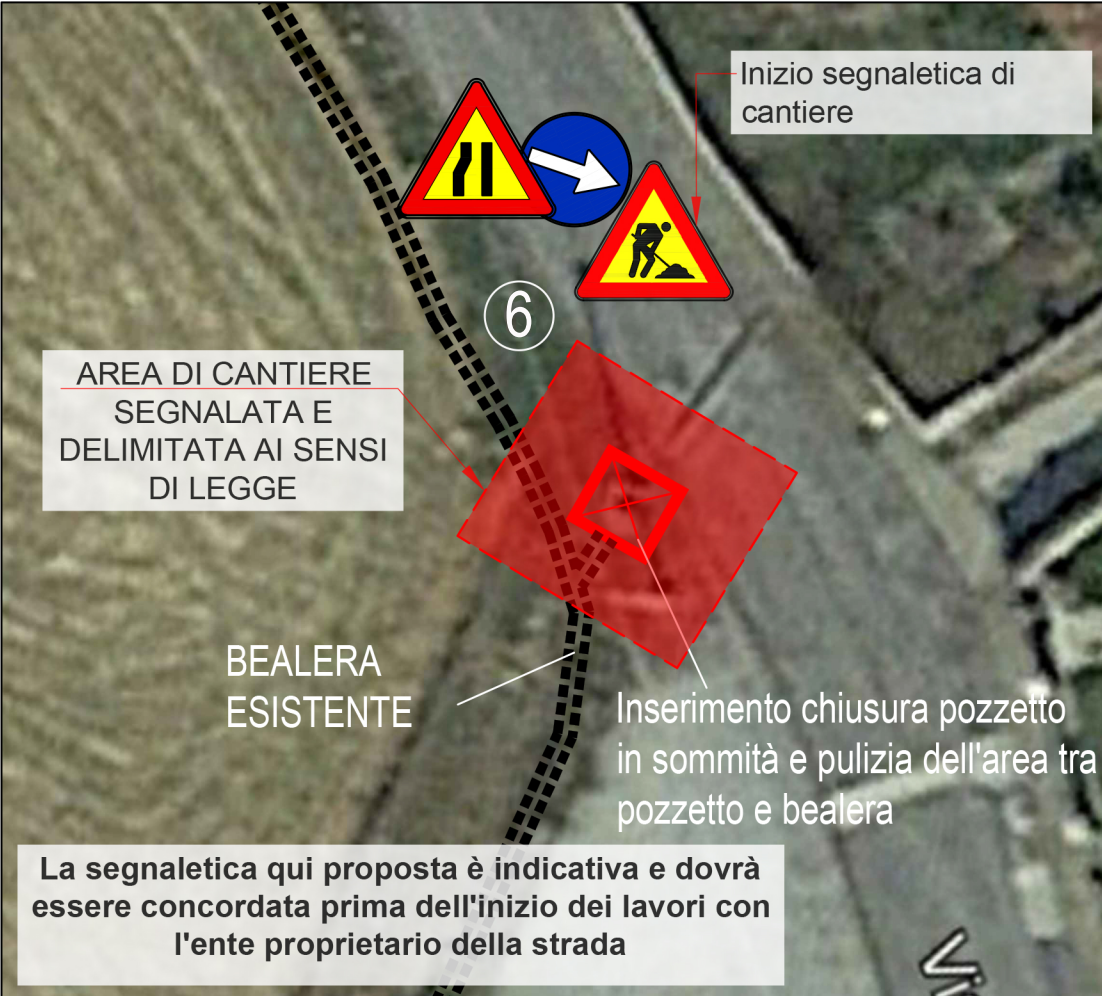 Inizio segnaletica di
cantiere
6
AREA DI CANTIERE
SEGNALATA E
DELIMITATA AI SENSI
DI LEGGE
BEALERA
ESISTENTE
Inserimento chiusura pozzetto
in sommità e pulizia dell'area tra
pozzetto e bealera
La segnaletica qui proposta è indicativa e dovrà
essere concordata prima dell'inizio dei lavori con
l'ente proprietario della strada
Vi